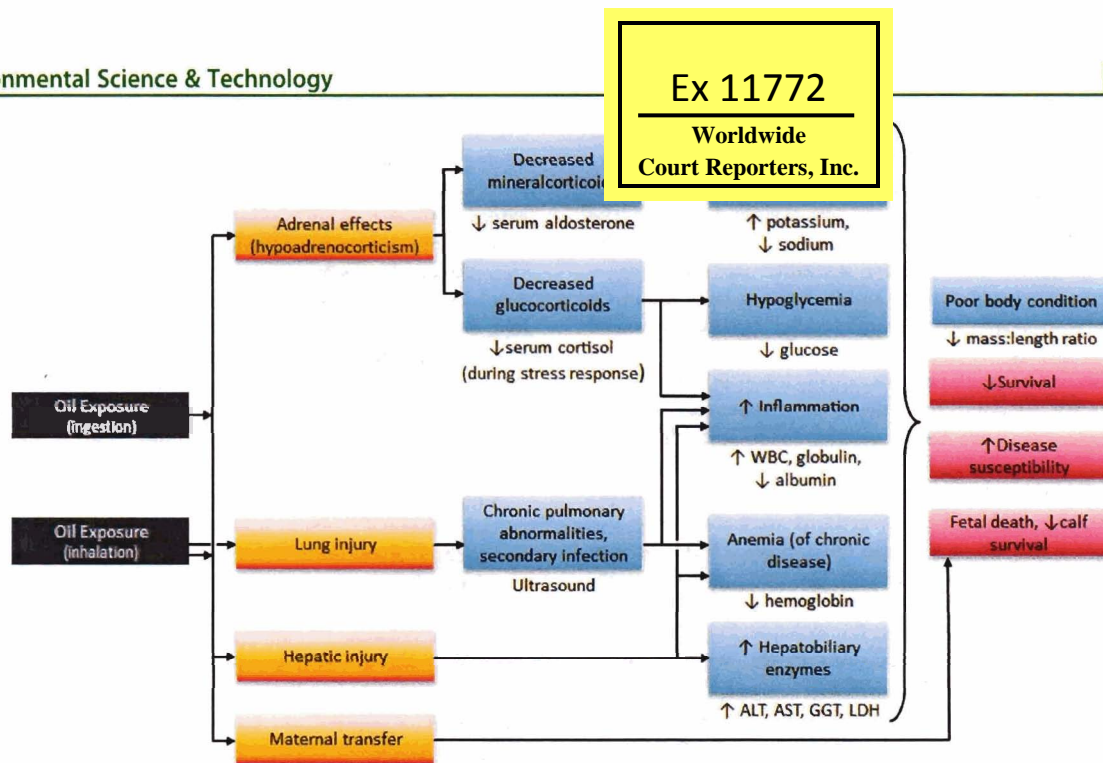 onmental Science & Technology
Ex 11772
Worldwide
Court Reporters, Inc.
Decreased
mineralcorticoid
↓ serum aldosterone
↑ potassium,
↓ sodium
Adrenal effects
(hypoadrenocorticism)
Decreased
glucocorticoids
↓serum cortisol
(during stress response)
Hypoglycemia
↓ glucose
Poor body condition
↓ mass:length ratio
↓Survival
Oil Exposure
(ingestion)
↑ Inflammation
↑ WBC, globulin,
↓ albumin
↑Disease
susceptibility
Oil Exposure
(inhalation)
Lung injury
Chronic pulmonary
abnormalities,
secondary infection
Ultrasound
Anemia (of chronic
disease)
↓ hemoglobin
Fetal death, ↓calf
survival
Hepatic injury
↑ Hepatobiliary
enzymes
↑ ALT, AST, GGT, LDH
Maternal transfer